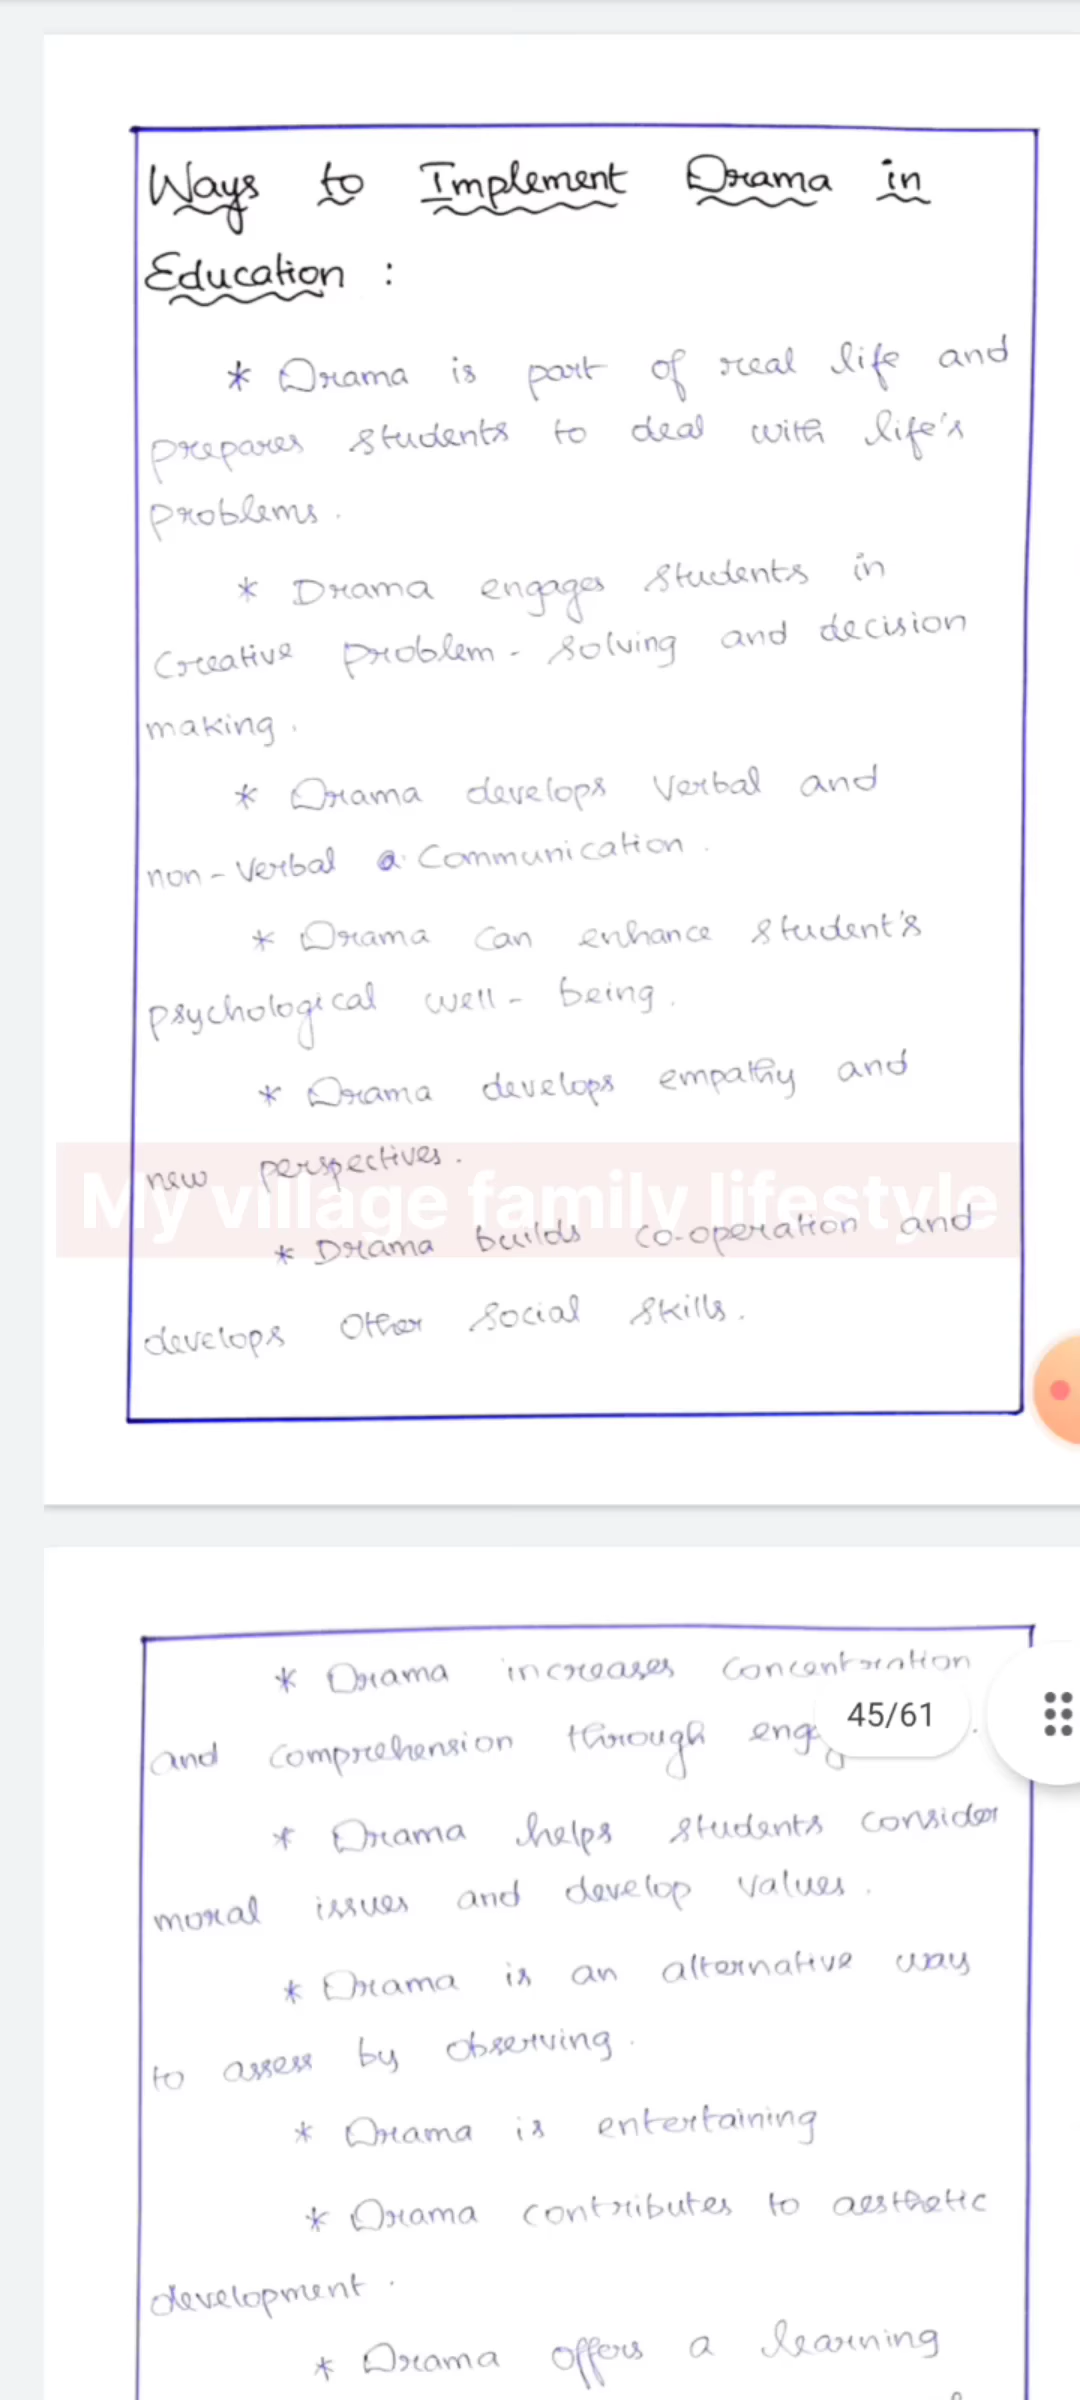 Ways to Implement Drama in
Education :
* Drama is part of real life and
prepares students to deal with life's
problems.
* Drama engages students in
Creative problem - solving and decision
making.
* Drama develops verbal and
non - verbal a communication.
* Drama can enhance student's
psychological well - being.
* Drama develops empathy and
new perspectives.
My village family lifestyle
* Drama builds co-operation and
develops other social skills.
* Drama increases concentration
45/61
and comprehension through
* Drama helps students consider
moral issues and develop values.
* Drama is an alternative way
to assess by observing.
* Drama is entertaining
* Drama contributes to aesthetic
development.
* Drama offers a learning